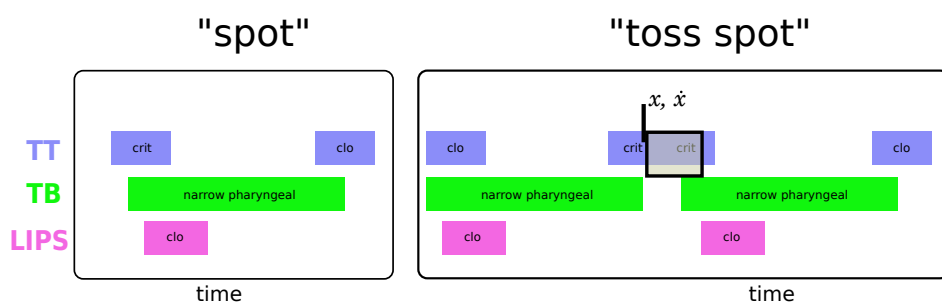 "spot"
"toss spot"
x, ẋ
TT
crit
clo
clo
crit
crit
clo
TB
narrow pharyngeal
narrow pharyngeal
narrow pharyngeal
LIPS
clo
clo
clo
time
time